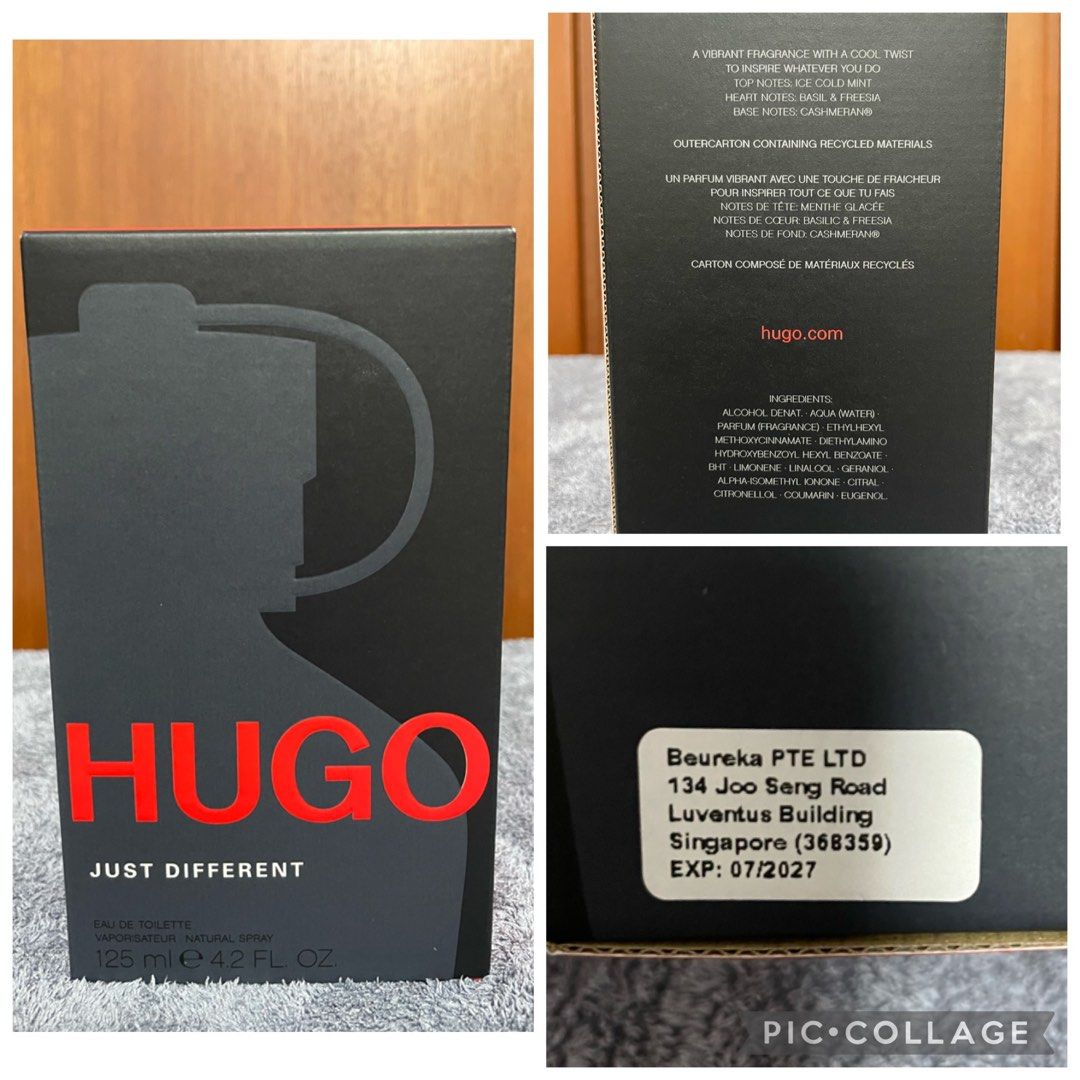 HUGO
JUST DIFFERENT
EAU DE TOILETTE
VAPORISATEUR NATURAL SPRAY
125 ml ℮ 4.2 FL. OZ.
A VIBRANT FRAGRANCE WITH A COOL TWIST
TO INSPIRE WHATEVER YOU DO
TOP NOTES: ICE COLD MINT
HEART NOTES: BASIL & FREESIA
BASE NOTES: CASHMERAN®
OUTERCARTON CONTAINING RECYCLED MATERIALS
UN PARFUM VIBRANT AVEC UNE TOUCHE DE FRAICHEUR
POUR INSPIRER TOUT CE QUE TU FAIS
NOTES DE TÊTE: MENTHE GLACÉE
NOTES DE CŒUR: BASILIC & FREESIA
NOTES DE FOND: CASHMERAN®
CARTON COMPOSÉ DE MATÉRIAUX RECYCLÉS
hugo.com
INGREDIENTS:
ALCOHOL DENAT. · AQUA (WATER) ·
PARFUM (FRAGRANCE) · ETHYLHEXYL
METHOXYCINNAMATE · DIETHYLAMINO
HYDROXYBENZOYL HEXYL BENZOATE ·
BHT · LIMONENE · LINALOOL · GERANIOL ·
ALPHA-ISOMETHYL IONONE · CITRAL ·
CITRONELLOL · COUMARIN · EUGENOL.
Beureka PTE LTD
134 Joo Seng Road
Luventus Building
Singapore (368359)
EXP: 07/2027
PIC•COLLAGE